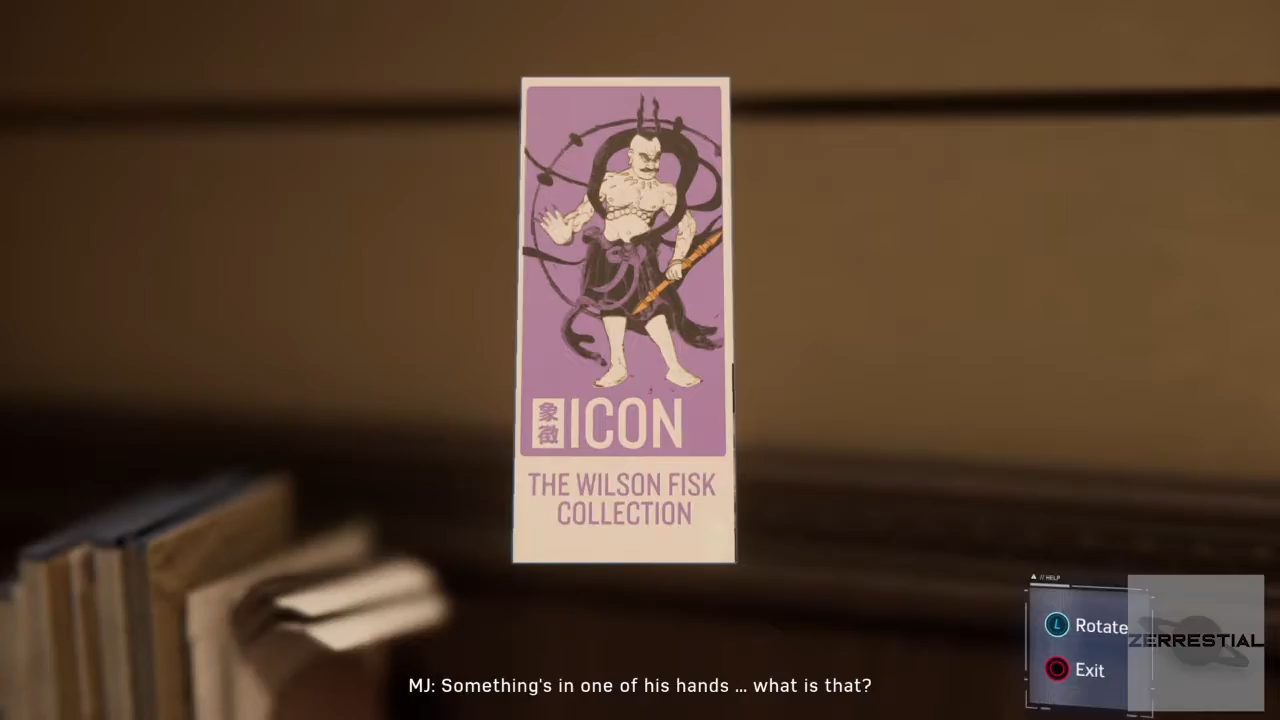 象
徵
ICON
THE WILSON FISK
COLLECTION
// HELP
L Rotate
Exit
ZERRESTIAL
MJ: Something's in one of his hands ... what is that?